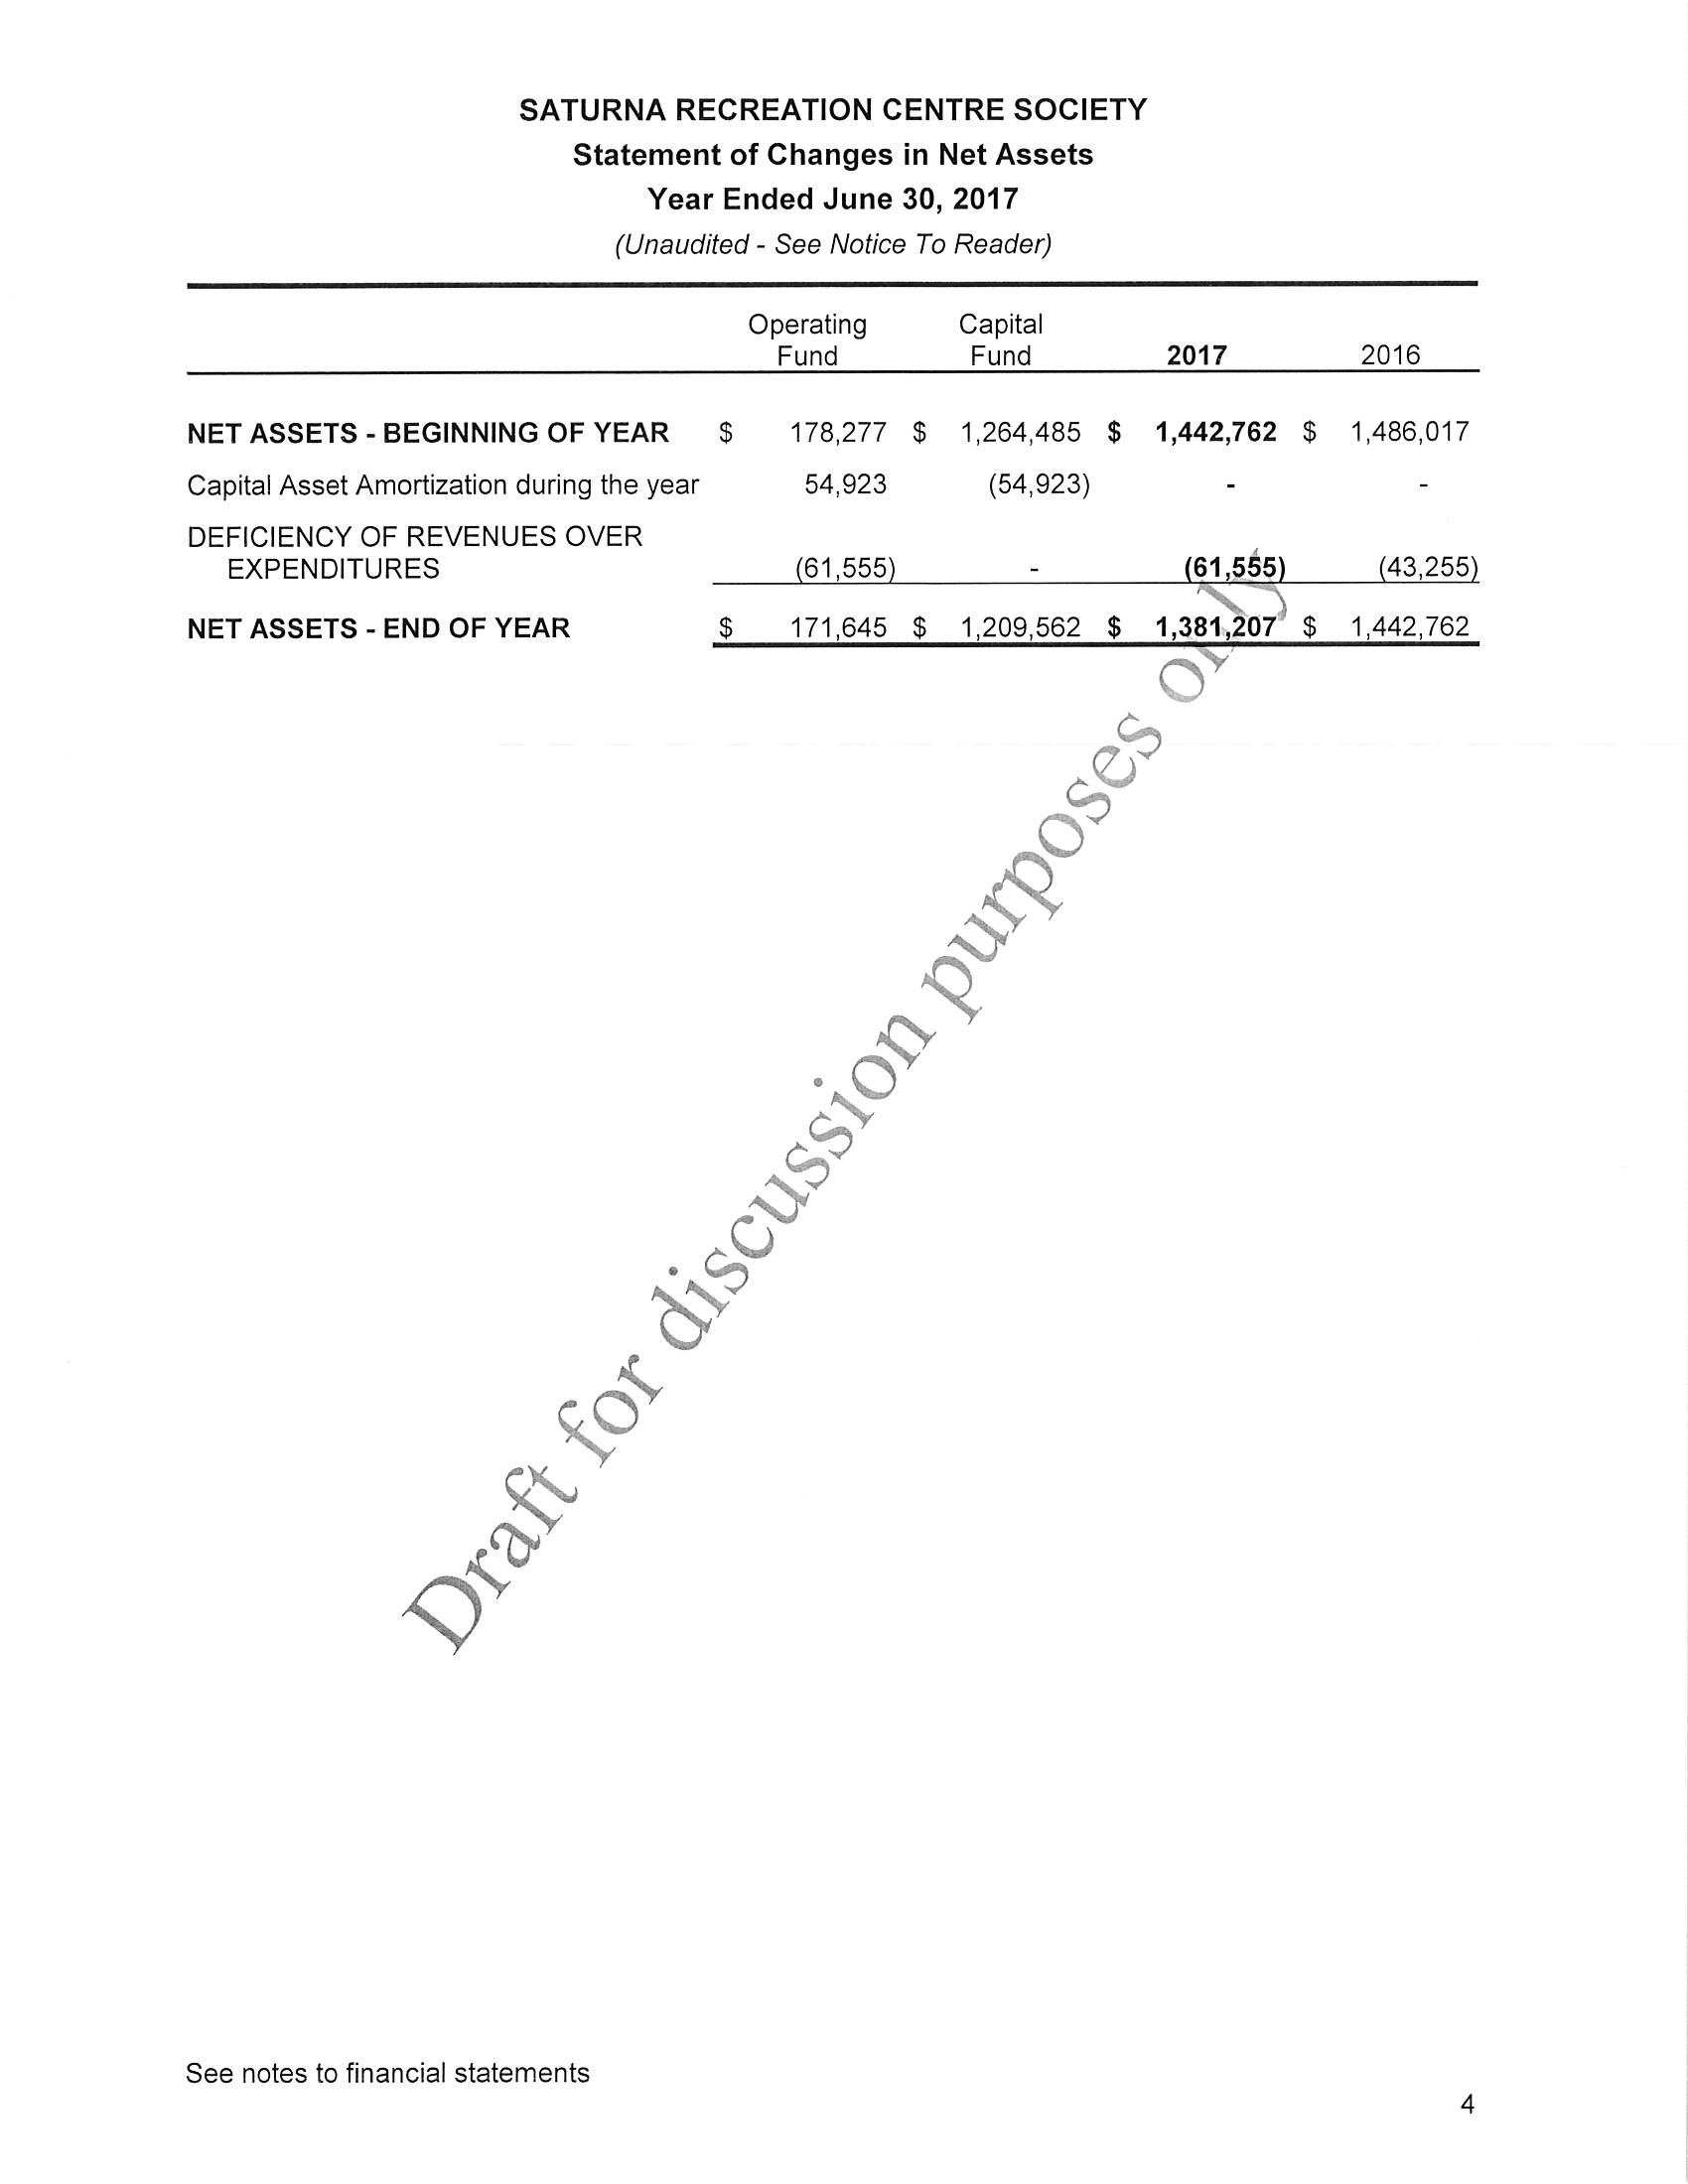 SATURNA RECREATION CENTRE SOCIETY
Statement of Changes in Net Assets
Year Ended June 30, 2017
(Unaudited - See Notice To Reader)
Operating Fund Capital Fund 2017 2016
NET ASSETS - BEGINNING OF YEAR $ 178,277 $ 1,264,485 $ 1,442,762 $ 1,486,017
Capital Asset Amortization during the year 54,923 (54,923) - -
DEFICIENCY OF REVENUES OVER
EXPENDITURES (61,555) - (61,555) (43,255)
NET ASSETS - END OF YEAR $ 171,645 $ 1,209,562 $ 1,381,207 $ 1,442,762
Draft for discussion purposes only
See notes to financial statements
4